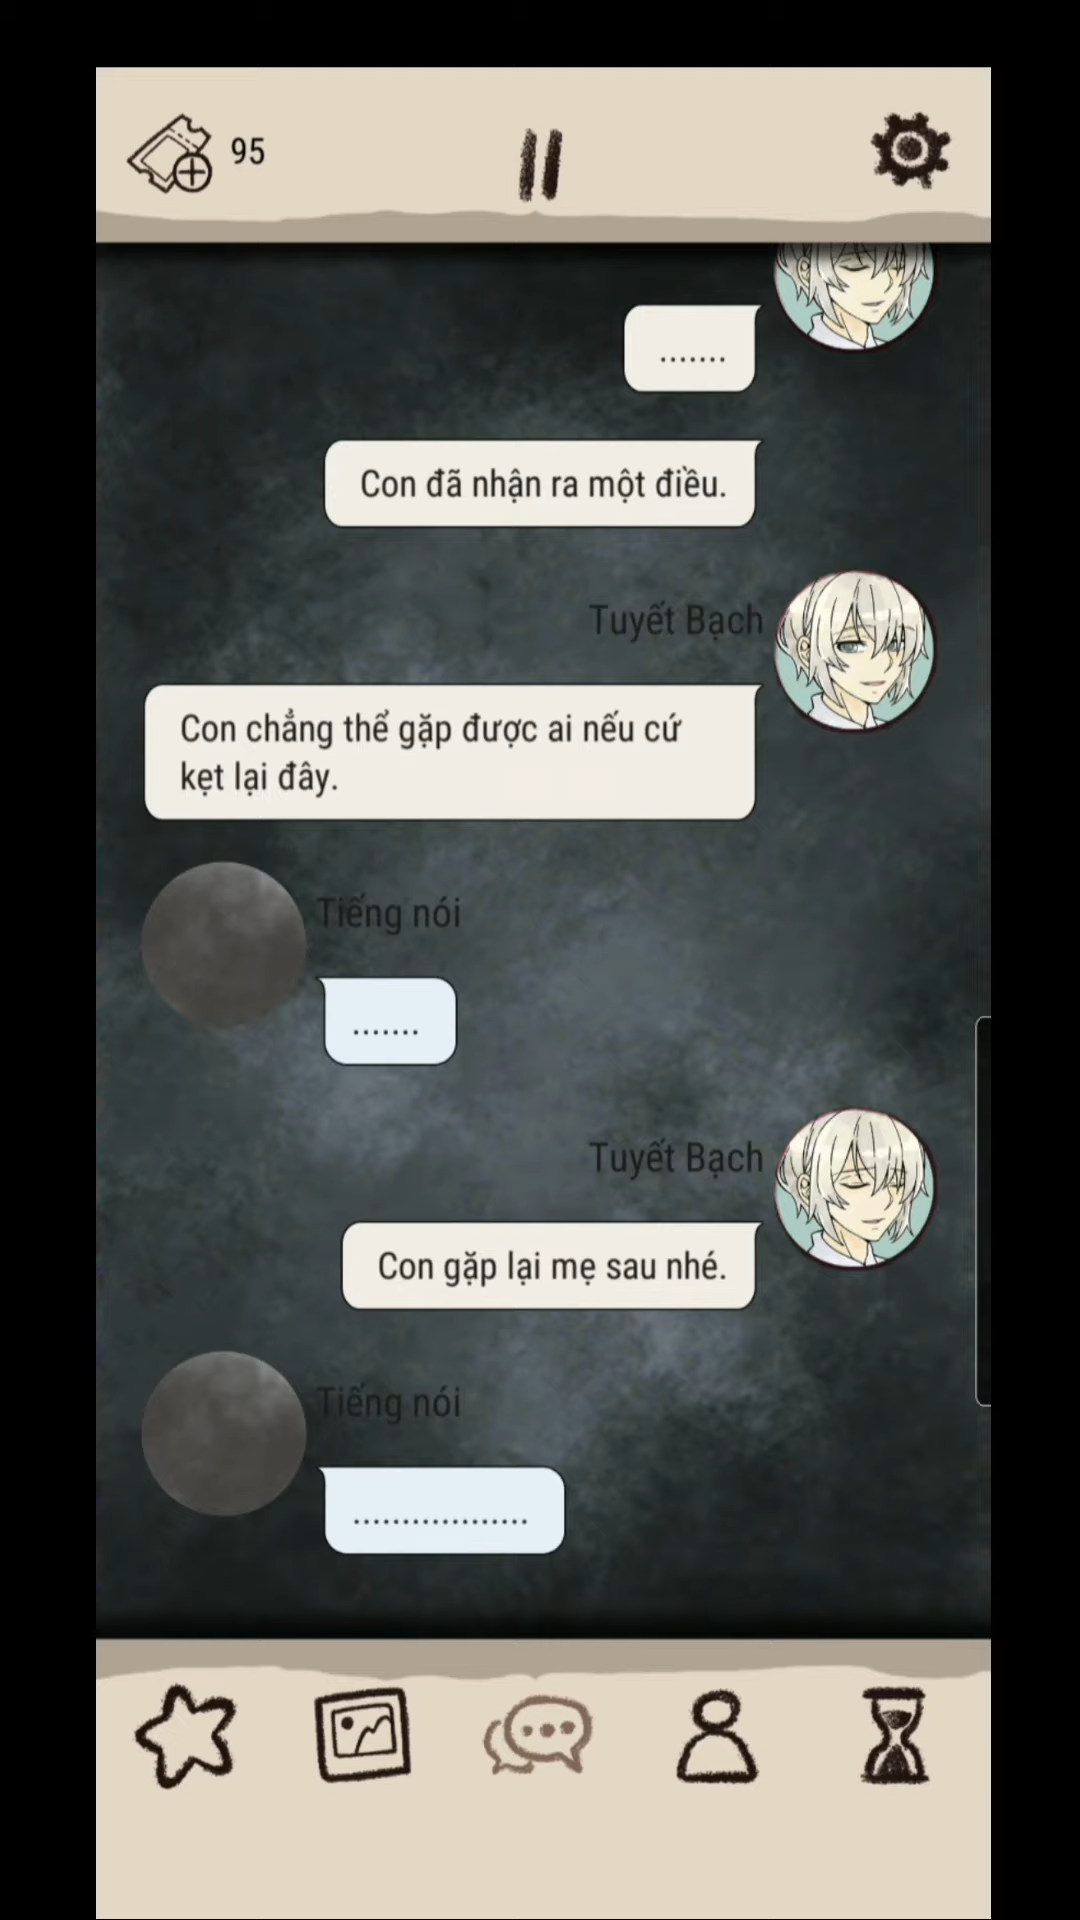 95
.......
Con đã nhận ra một điều.
Tuyết Bạch
Con chẳng thể gặp được ai nếu cứ
kẹt lại đây.
Tiếng nói
.......
Tuyết Bạch
Con gặp lại mẹ sau nhé.
Tiếng nói
..................